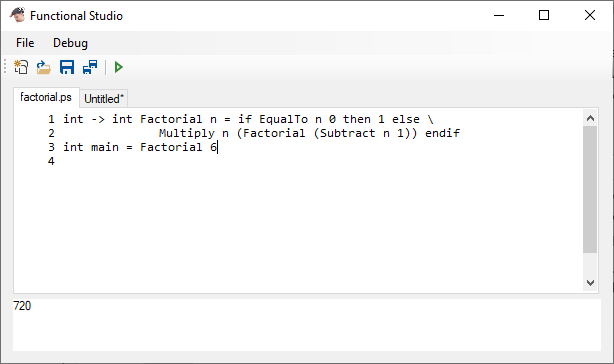 Functional Studio
File Debug
factorial.ps Untitled*
1 int -> int Factorial n = if EqualTo n 0 then 1 else \
2 Multiply n (Factorial (Subtract n 1)) endif
3 int main = Factorial 6
4
720